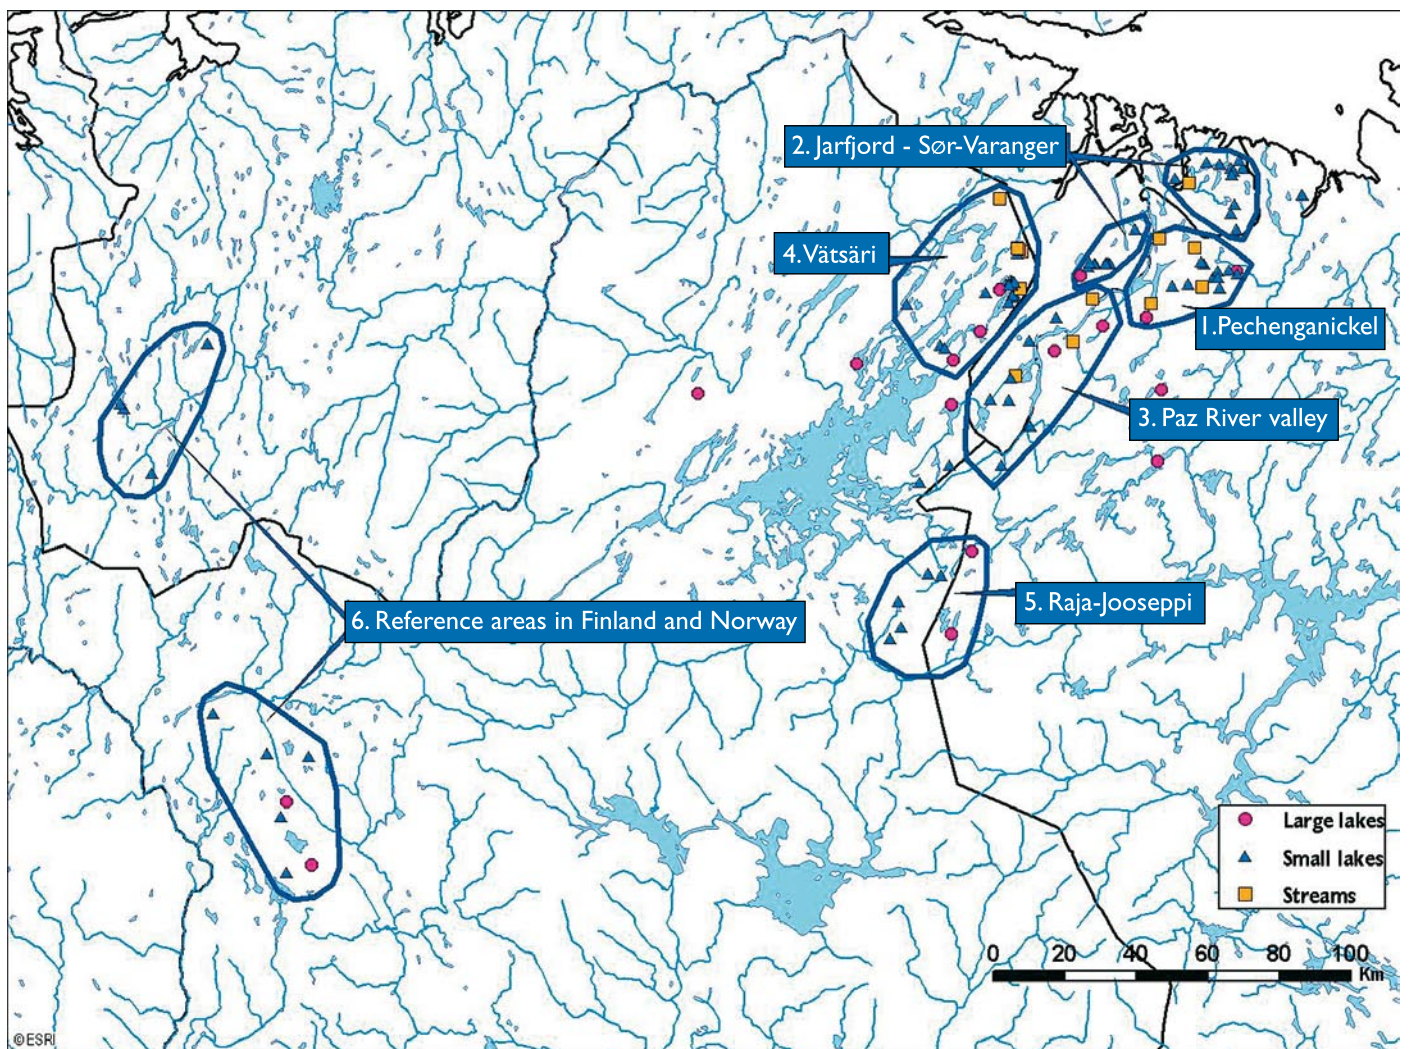 2. Jarfjord - Sør-Varanger
4. Vätsäri
1. Pechenganickel
3. Paz River valley
5. Raja-Jooseppi
6. Reference areas in Finland and Norway
Large lakes
Small lakes
Streams
0 20 40 60 80 100
Km
©ESRI